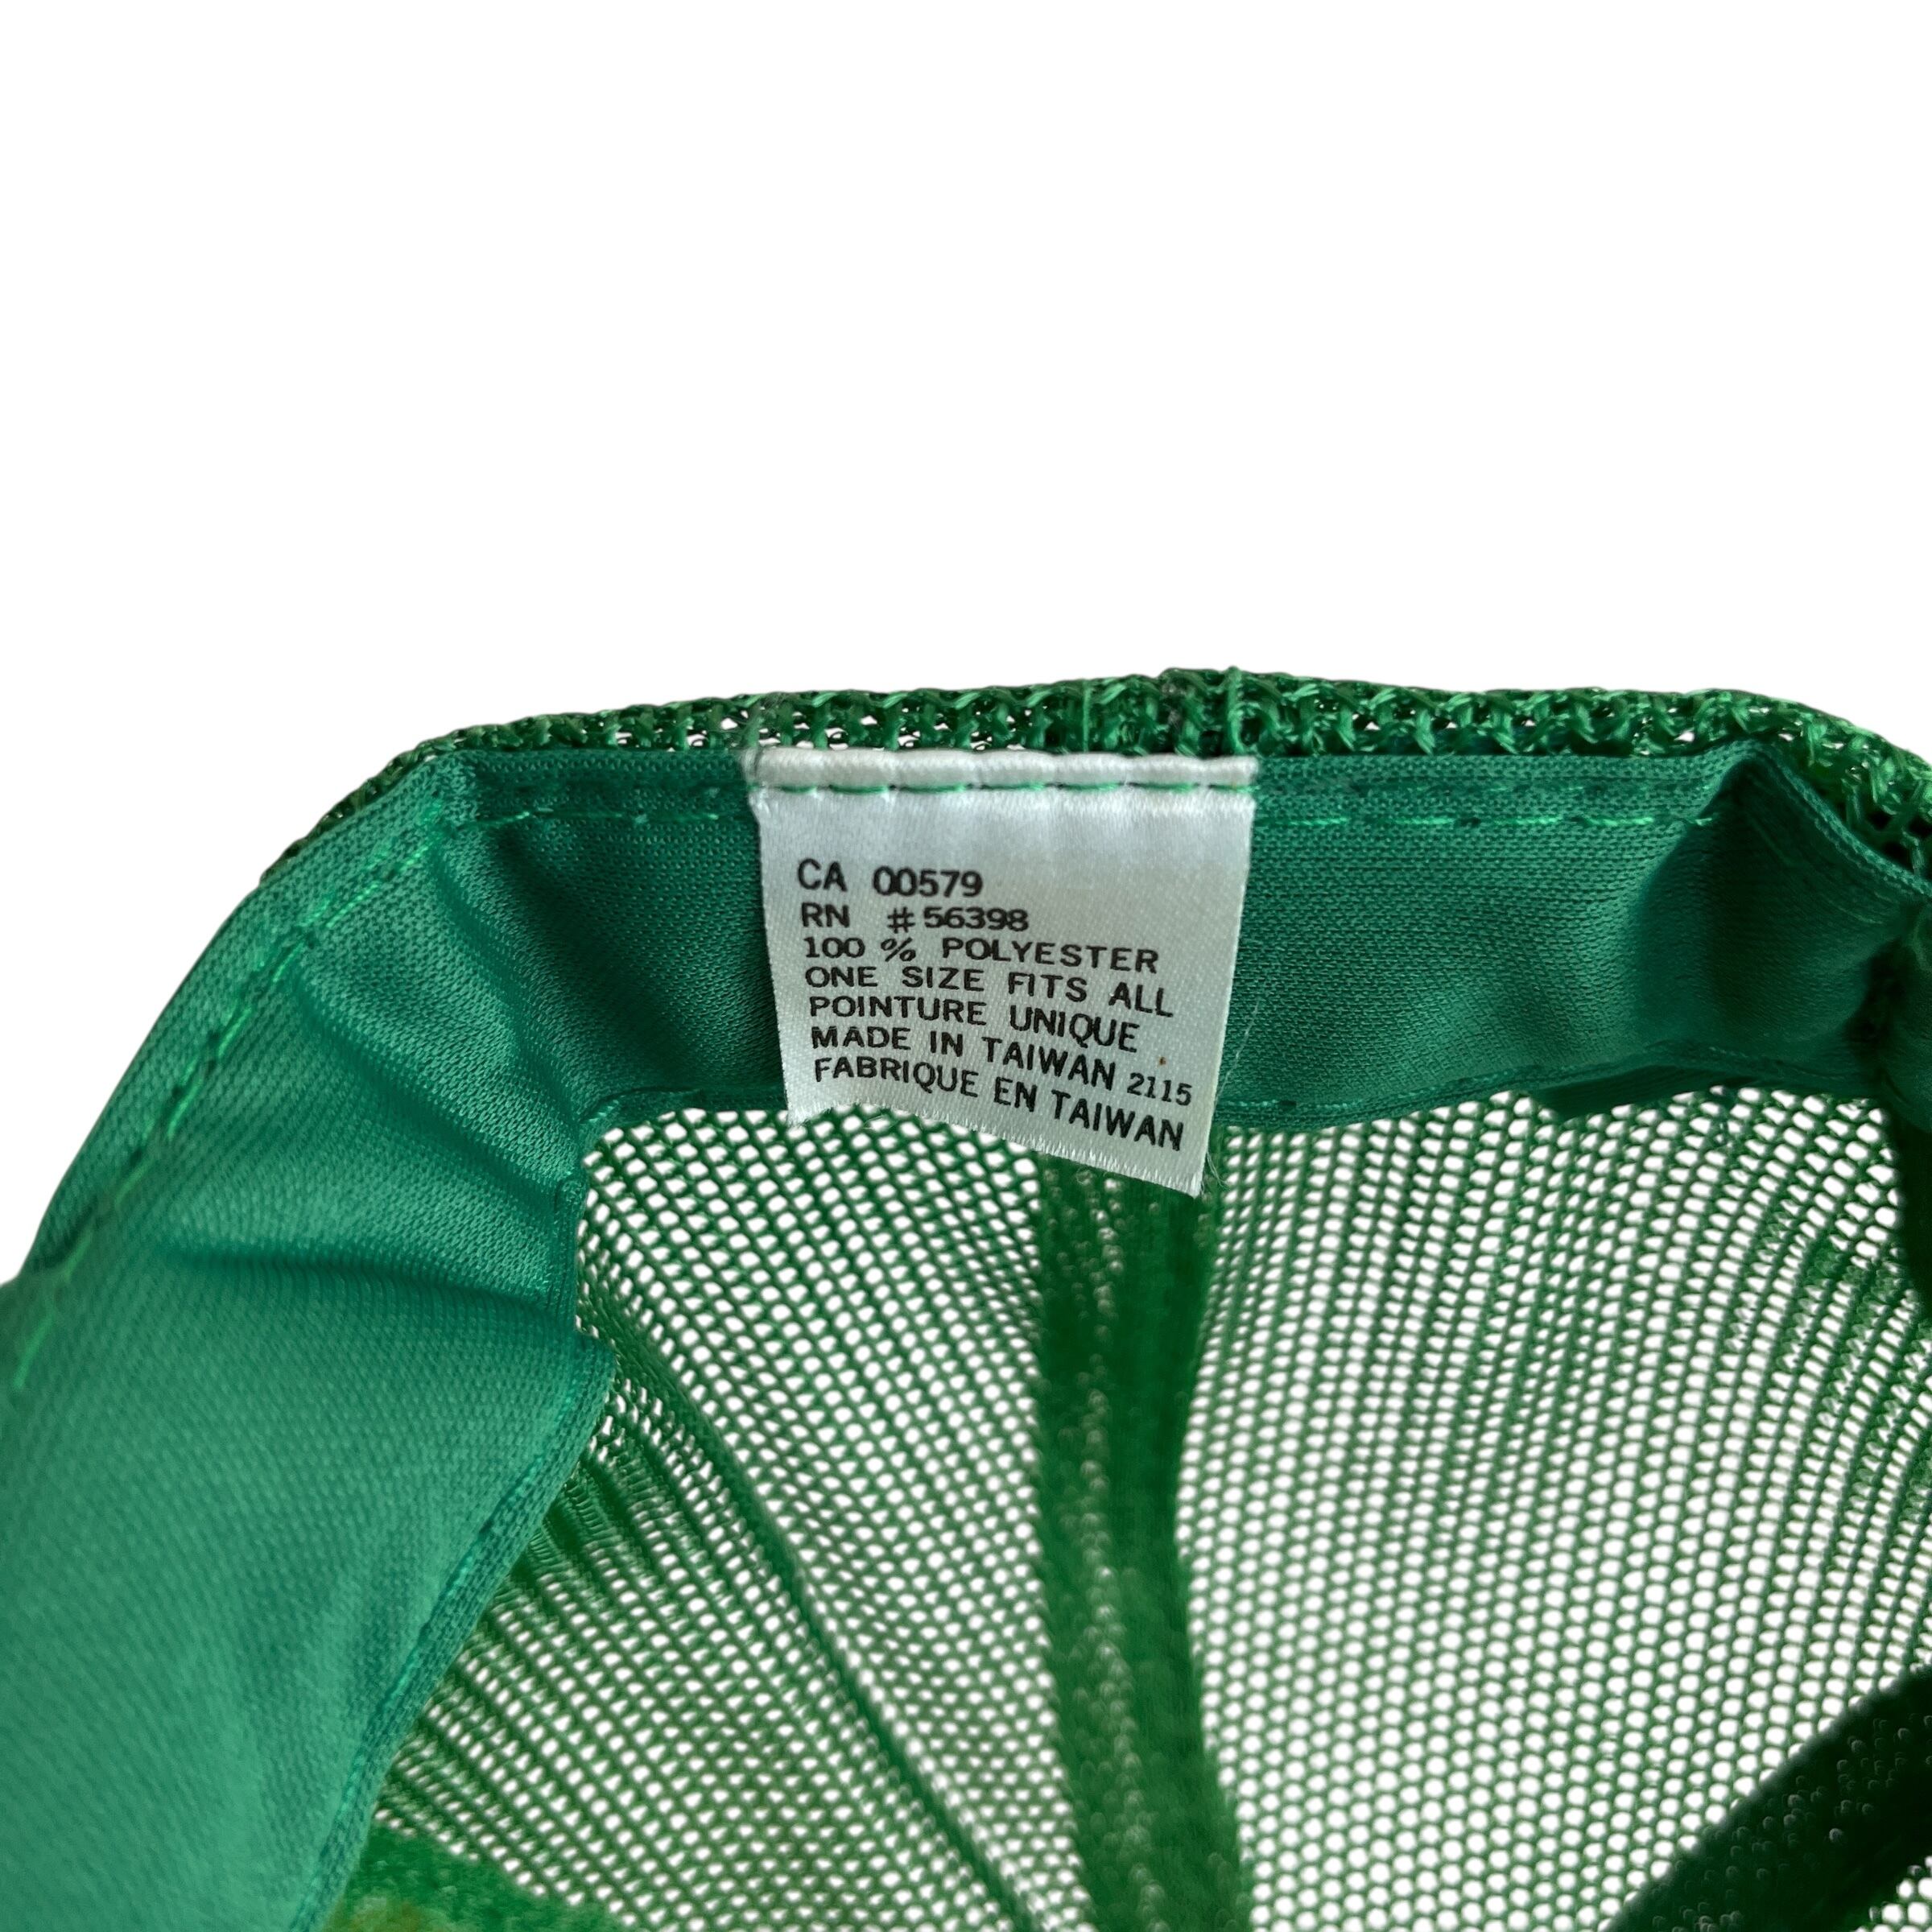 CA 00579
RN # 56398
100 % POLYESTER
ONE SIZE FITS ALL
POINTURE UNIQUE
MADE IN TAIWAN 2115
FABRIQUE EN TAIWAN